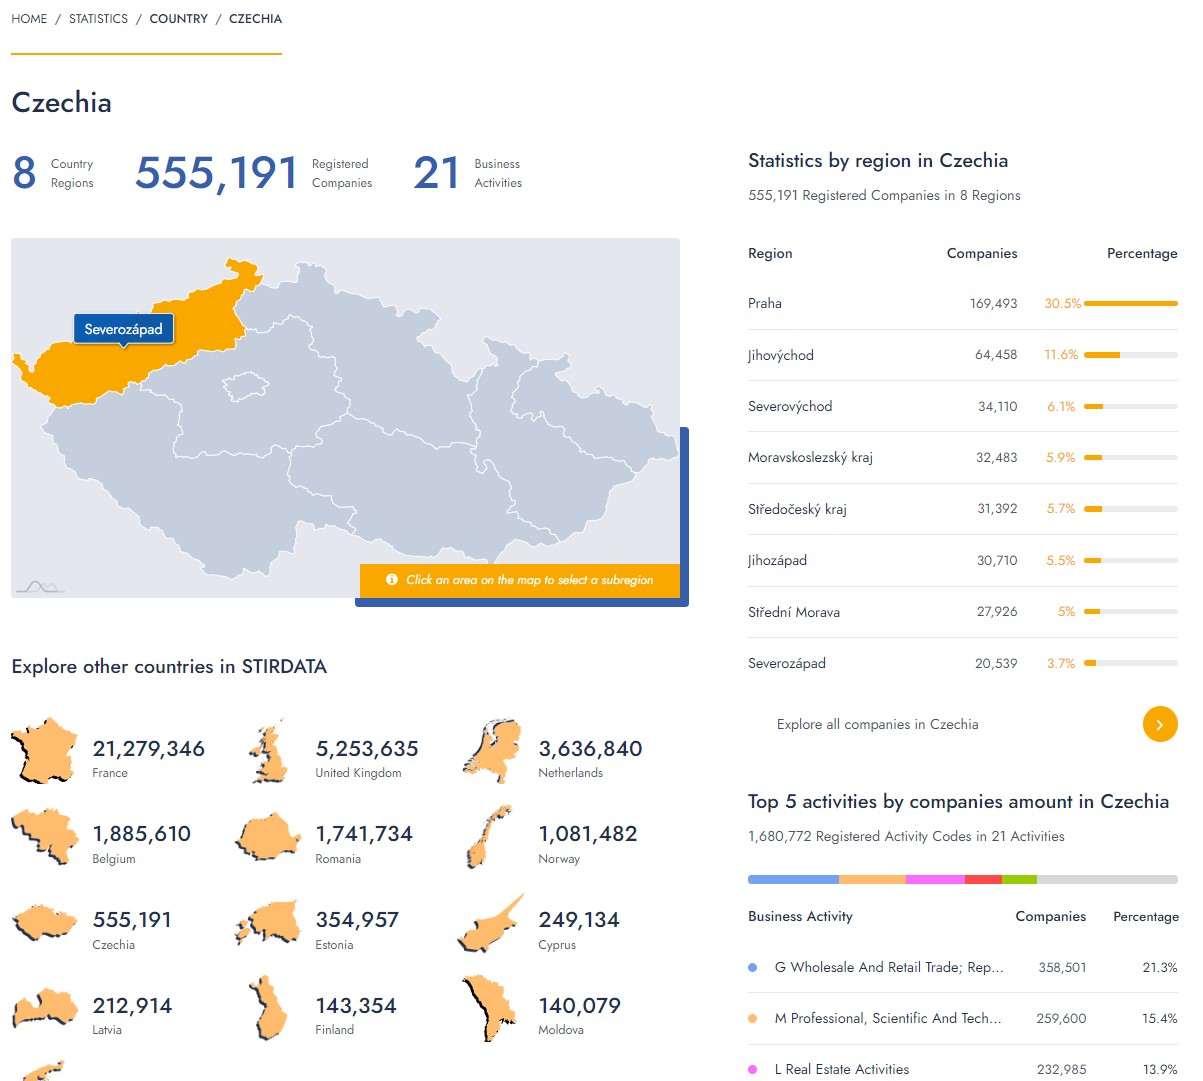 HOME / STATISTICS / COUNTRY / CZECHIA
Czechia
8 Country Regions
555,191 Registered Companies
21 Business Activities
Severozápad
Click an area on the map to select a subregion
Explore other countries in STIRDATA
21,279,346
France
5,253,635
United Kingdom
3,636,840
Netherlands
1,885,610
Belgium
1,741,734
Romania
1,081,482
Norway
555,191
Czechia
354,957
Estonia
249,134
Cyprus
212,914
Latvia
143,354
Finland
140,079
Moldova
Statistics by region in Czechia
555,191 Registered Companies in 8 Regions
Region Companies Percentage
Praha 169,493 30.5%
Jihovýchod 64,458 11.6%
Severovýchod 34,110 6.1%
Moravskoslezský kraj 32,483 5.9%
Středočeský kraj 31,392 5.7%
Jihozápad 30,710 5.5%
Střední Morava 27,926 5%
Severozápad 20,539 3.7%
Explore all companies in Czechia
Top 5 activities by companies amount in Czechia
1,680,772 Registered Activity Codes in 21 Activities
Business Activity Companies Percentage
G Wholesale And Retail Trade; Rep... 358,501 21.3%
M Professional, Scientific And Tech... 259,600 15.4%
L Real Estate Activities 232,985 13.9%